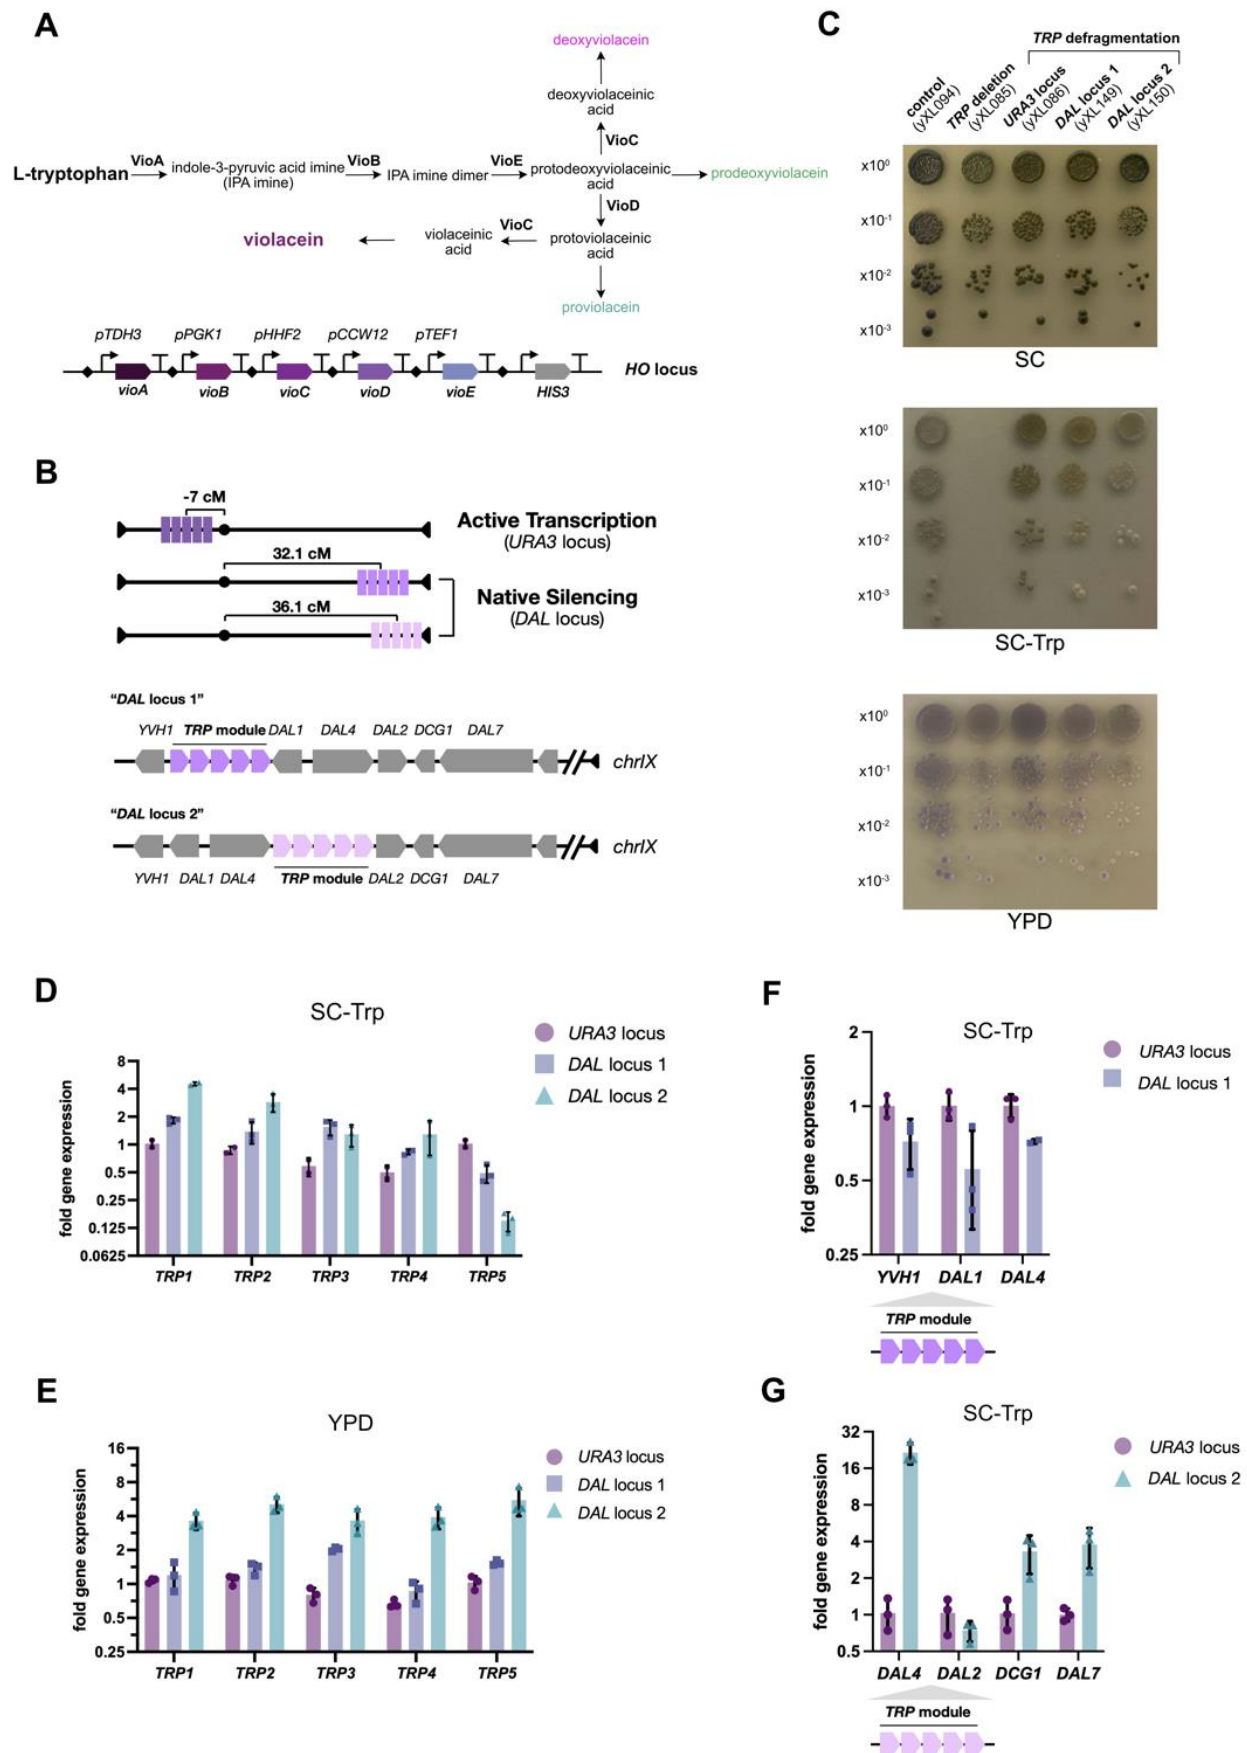 A
deoxyviolacein
deoxyviolaceinic
acid
VioC
L-tryptophan
VioA
indole-3-pyruvic acid imine
(IPA imine)
VioB
IPA imine dimer
VioE
protodeoxyviolaceinic
acid
prodeoxyviolacein
VioD
violacein
violaceinic
acid
VioC
protoviolaceinic
acid
proviolacein
pTDH3 pPGK1 pHHF2 pCCW12 pTEF1
HO locus
vioA vioB vioC vioD vioE HIS3
B
-7 cM
Active Transcription
(URA3 locus)
32.1 cM
Native Silencing
(DAL locus)
36.1 cM
"DAL locus 1"
YVH1 TRP module DAL1 DAL4 DAL2 DCG1 DAL7
chrIX
"DAL locus 2"
chrIX
YVH1 DAL1 DAL4 TRP module DAL2 DCG1 DAL7
C
TRP defragmentation
control
(yXL094)
TRP deletion
(yXL085)
URA3 locus
(yXL086)
DAL locus 1
(yXL149)
DAL locus 2
(yXL150)
x10⁰
x10⁻¹
x10⁻²
x10⁻³
SC
x10⁰
x10⁻¹
x10⁻²
x10⁻³
SC-Trp
x10⁰
x10⁻¹
x10⁻²
x10⁻³
YPD
D
SC-Trp
URA3 locus
DAL locus 1
DAL locus 2
fold gene expression
8
4
2
1
0.5
0.25
0.125
0.0625
TRP1 TRP2 TRP3 TRP4 TRP5
E
YPD
URA3 locus
DAL locus 1
DAL locus 2
fold gene expression
16
8
4
2
1
0.5
0.25
TRP1 TRP2 TRP3 TRP4 TRP5
F
SC-Trp
URA3 locus
DAL locus 1
fold gene expression
2
1
0.5
0.25
YVH1 DAL1 DAL4
TRP module
G
SC-Trp
URA3 locus
DAL locus 2
fold gene expression
32
16
8
4
2
1
0.5
DAL4 DAL2 DCG1 DAL7
TRP module